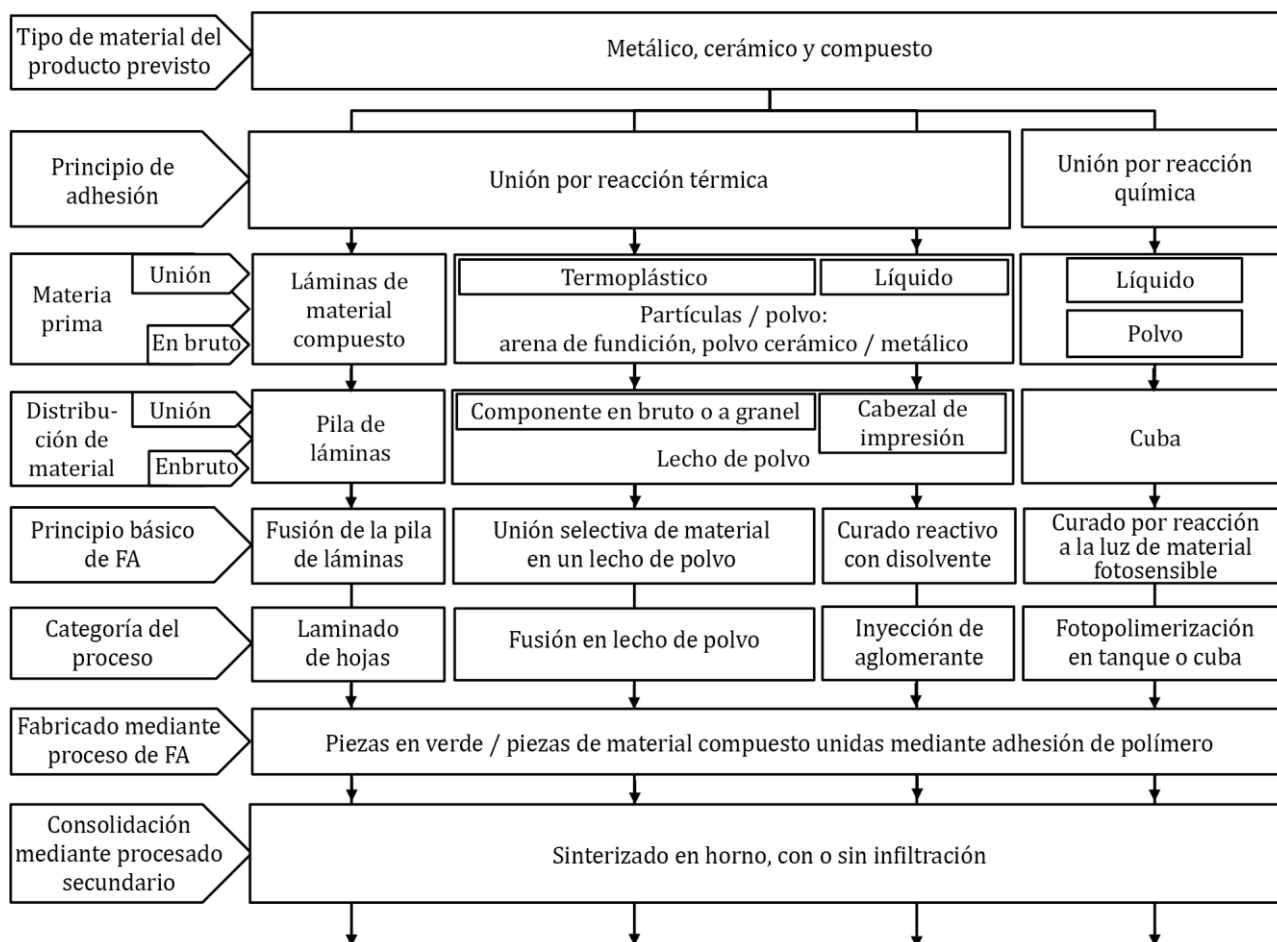 Tipo de material del
producto previsto
Metálico, cerámico y compuesto
Principio de
adhesión
Unión por reacción térmica
Unión por reacción
química
Materia
prima
Unión
En bruto
Láminas de
material
compuesto
Termoplástico
Líquido
Partículas / polvo:
arena de fundición, polvo cerámico / metálico
Líquido
Polvo
Distribu-
ción de
material
Unión
Enbruto
Pila de
láminas
Componente en bruto o a granel
Cabezal de
impresión
Lecho de polvo
Cuba
Principio básico
de FA
Fusión de la pila
de láminas
Unión selectiva de material
en un lecho de polvo
Curado reactivo
con disolvente
Curado por reacción
a la luz de material
fotosensible
Categoría del
proceso
Laminado
de hojas
Fusión en lecho de polvo
Inyección de
aglomerante
Fotopolimerización
en tanque o cuba
Fabricado mediante
proceso de FA
Piezas en verde / piezas de material compuesto unidas mediante adhesión de polímero
Consolidación
mediante procesado
secundario
Sinterizado en horno, con o sin infiltración